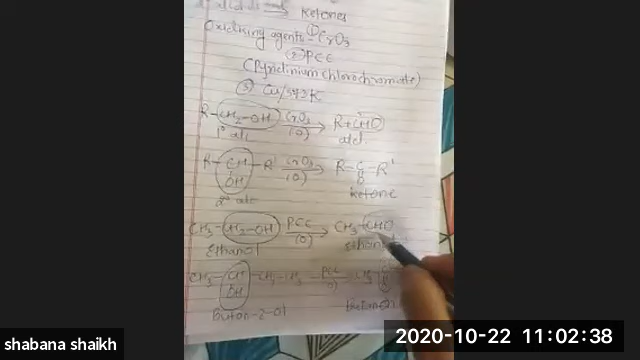 Ketones
Oxidising agents:- ① CrO3
② PCC
(Pyridinium chlorochromate)
③ Cu/573K
R-CH2-OH CrO3 (O) → R-CHO
1° alc ald.
R-CH-R' CrO3 (O) → R-C-R'
OH O
2° alc ketone
CH3-CH2-OH PCC (O) → CH3-CHO
Ethanol
CH3-CH-CH2-CH3 PCC (O)
OH
Butan-2-ol
shabana shaikh
2020-10-22 11:02:38